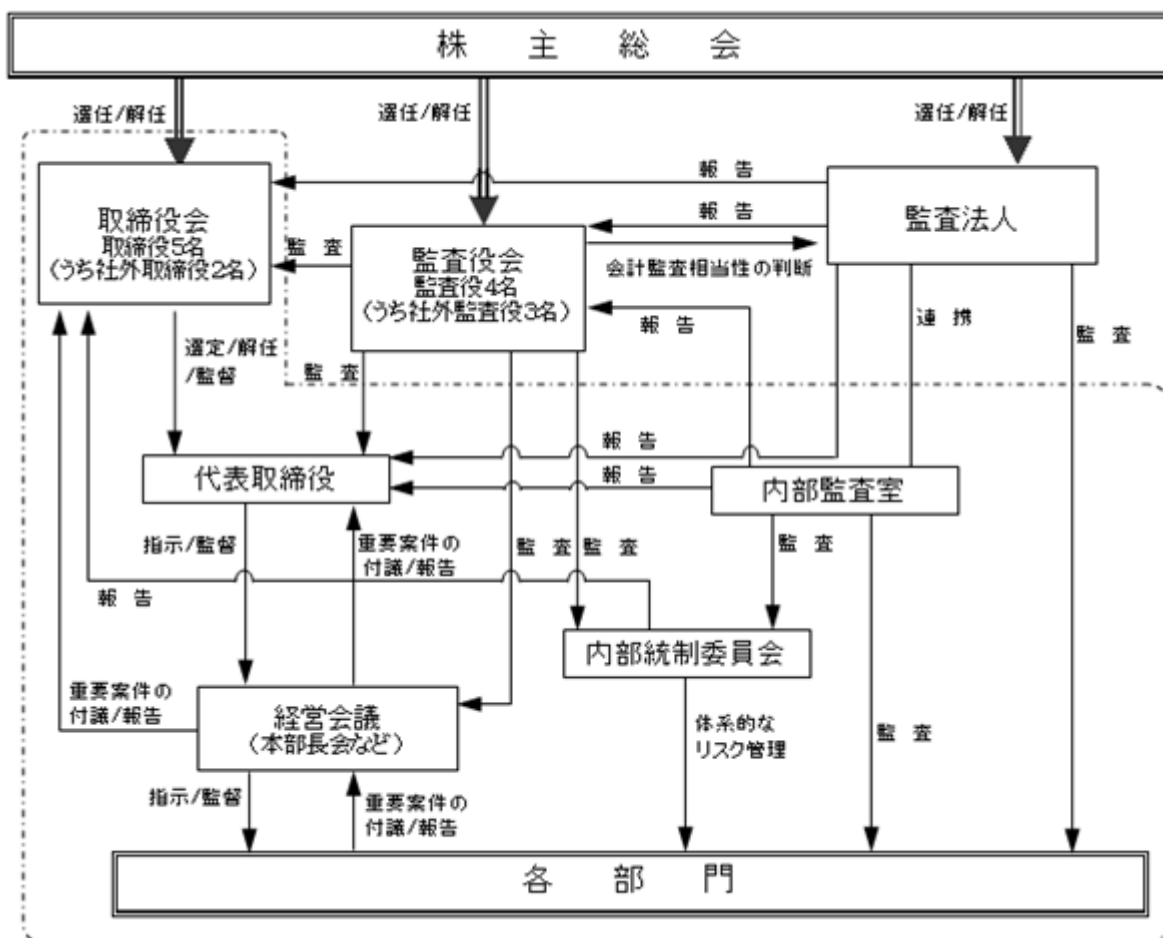 株主総会
選任/解任
選任/解任
選任/解任
取締役会
取締役5名
(うち社外取締役2名)
監査役会
監査役4名
(うち社外監査役3名)
監査法人
報告
報告
監査
会計監査相当性の判断
報告
連携
監査
選定/解任
/監督
監査
代表取締役
報告
報告
内部監査室
指示/監督
重要案件の
付議/報告
監査
監査
監査
報告
内部統制委員会
重要案件の
付議/報告
経営会議
(本部長会など)
体系的な
リスク管理
監査
指示/監督
重要案件の
付議/報告
各部門